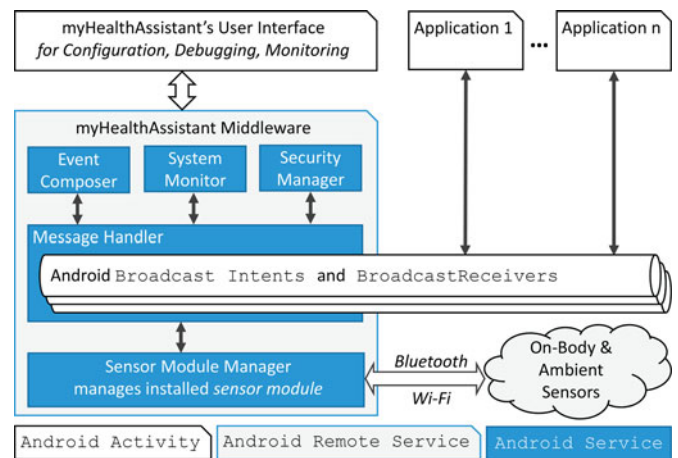 myHealthAssistant's User Interface
for Configuration, Debugging, Monitoring
Application 1
...
Application n
myHealthAssistant Middleware
Event
Composer
System
Monitor
Security
Manager
Message Handler
Android Broadcast Intents and BroadcastReceivers
Sensor Module Manager
manages installed sensor module
Bluetooth
Wi-Fi
On-Body &
Ambient
Sensors
Android Activity
Android Remote Service
Android Service